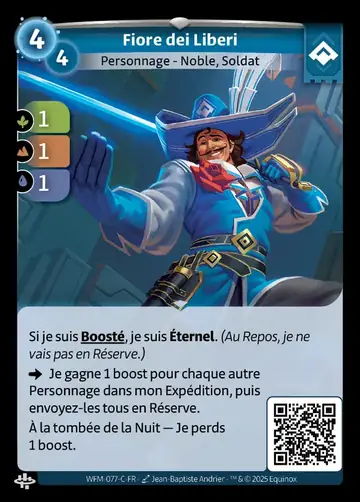 4
4
Fiore dei Liberi
Personnage - Noble, Soldat
1
1
1
Si je suis Boosté, je suis Éternel. (Au Repos, je ne
vais pas en Réserve.)
Je gagne 1 boost pour chaque autre
Personnage dans mon Expédition, puis
envoyez-les tous en Réserve.
À la tombée de la Nuit — Je perds
1 boost.
WFM-077-C-FR - Jean-Baptiste Andrier - ™ & © 2025 Equinox